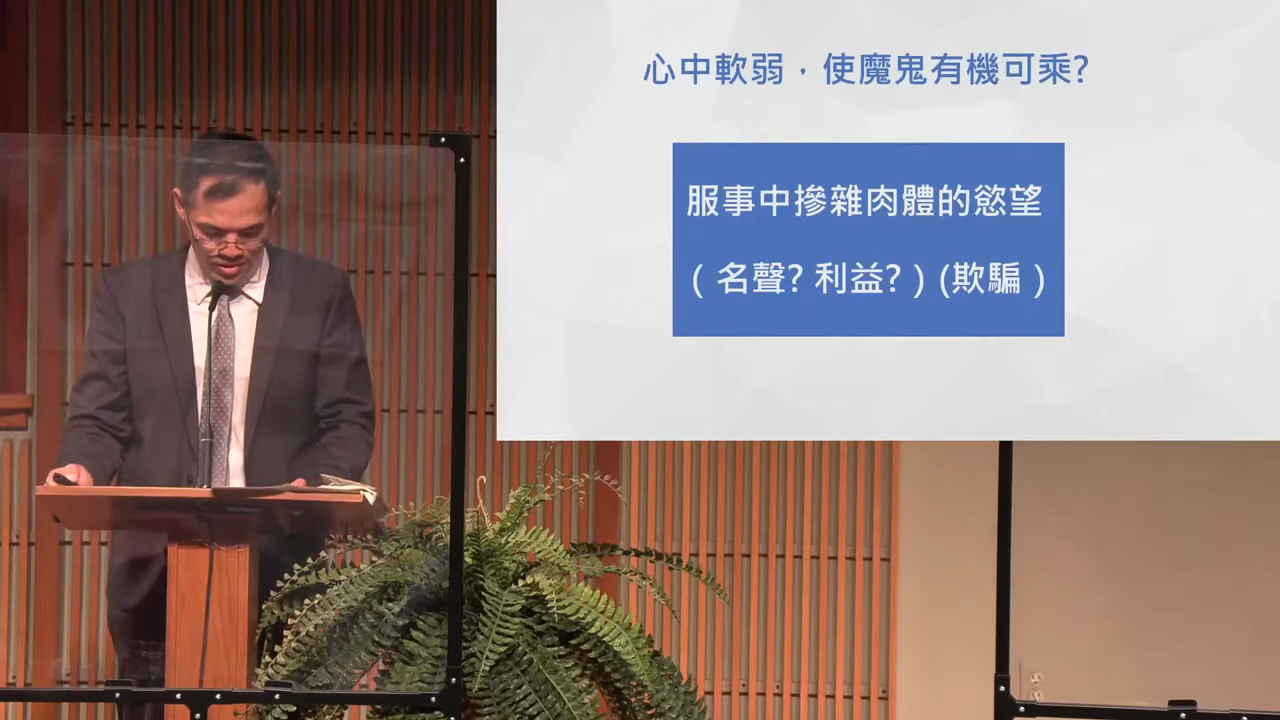 心中軟弱，使魔鬼有機可乘?
服事中摻雜肉體的慾望
( 名聲? 利益? ) (欺騙 )